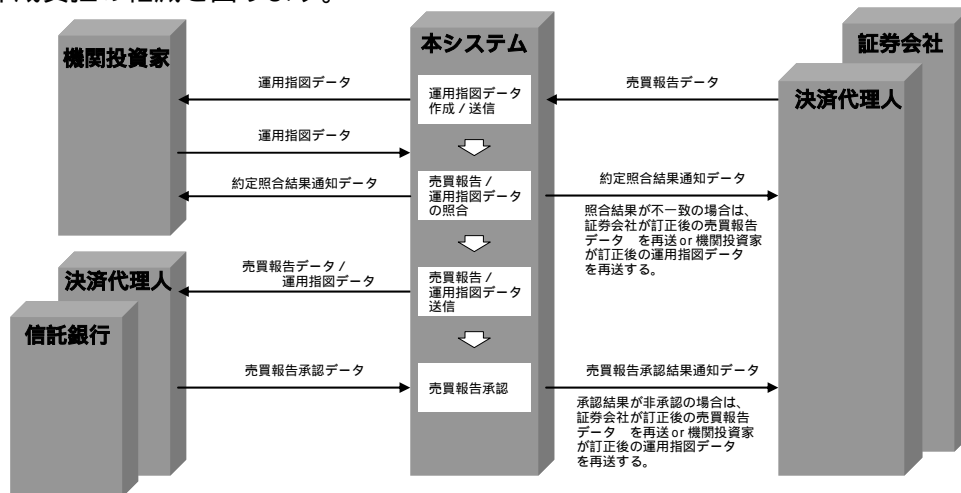 務負担の軽減を図ります。
機関投資家
本システム
証券会社
決済代理人
運用指図データ
運用指図データ
作成 / 送信
売買報告データ
運用指図データ
約定照合結果通知データ
売買報告 /
運用指図データ
の照合
約定照合結果通知データ
照合結果が不一致の場合は、
証券会社が訂正後の売買報告
データ を再送 or 機関投資家
が訂正後の運用指図データ
を再送する。
決済代理人
信託銀行
売買報告データ /
運用指図データ
売買報告 /
運用指図データ
送信
売買報告承認データ
売買報告承認
売買報告承認結果通知データ
承認結果が非承認の場合は、
証券会社が訂正後の売買報告
データ を再送 or 機関投資家
が訂正後の運用指図データ
を再送する。